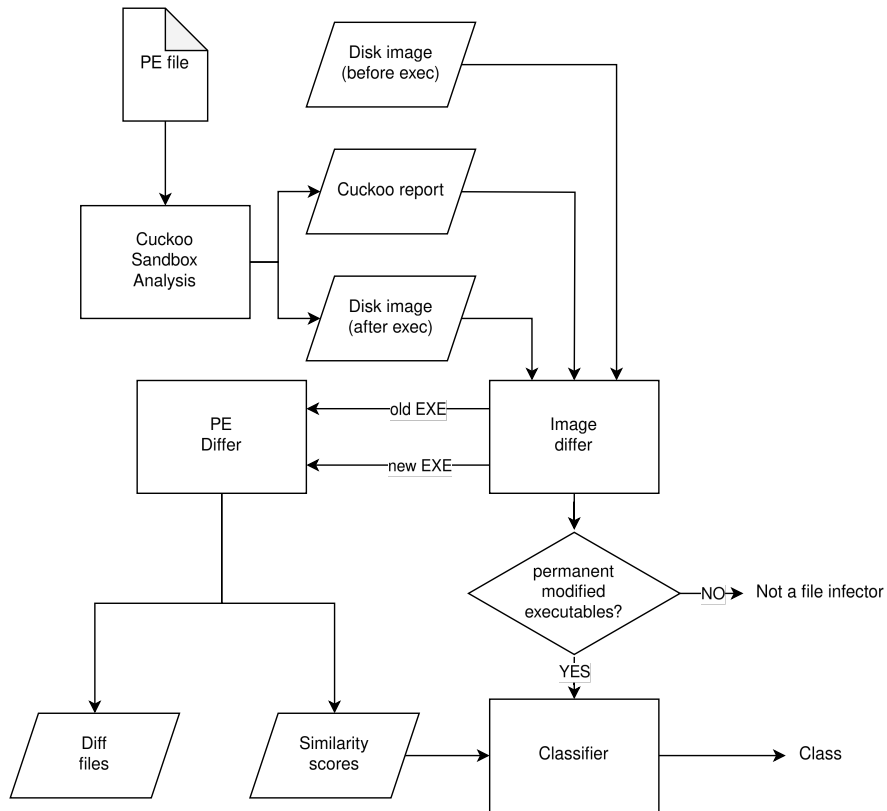 PE file
Disk image
(before exec)
Cuckoo report
Cuckoo
Sandbox
Analysis
Disk image
(after exec)
PE
Differ
old EXE
new EXE
Image
differ
permanent
modified
executables?
NO
Not a file infector
YES
Diff
files
Similarity
scores
Classifier
Class